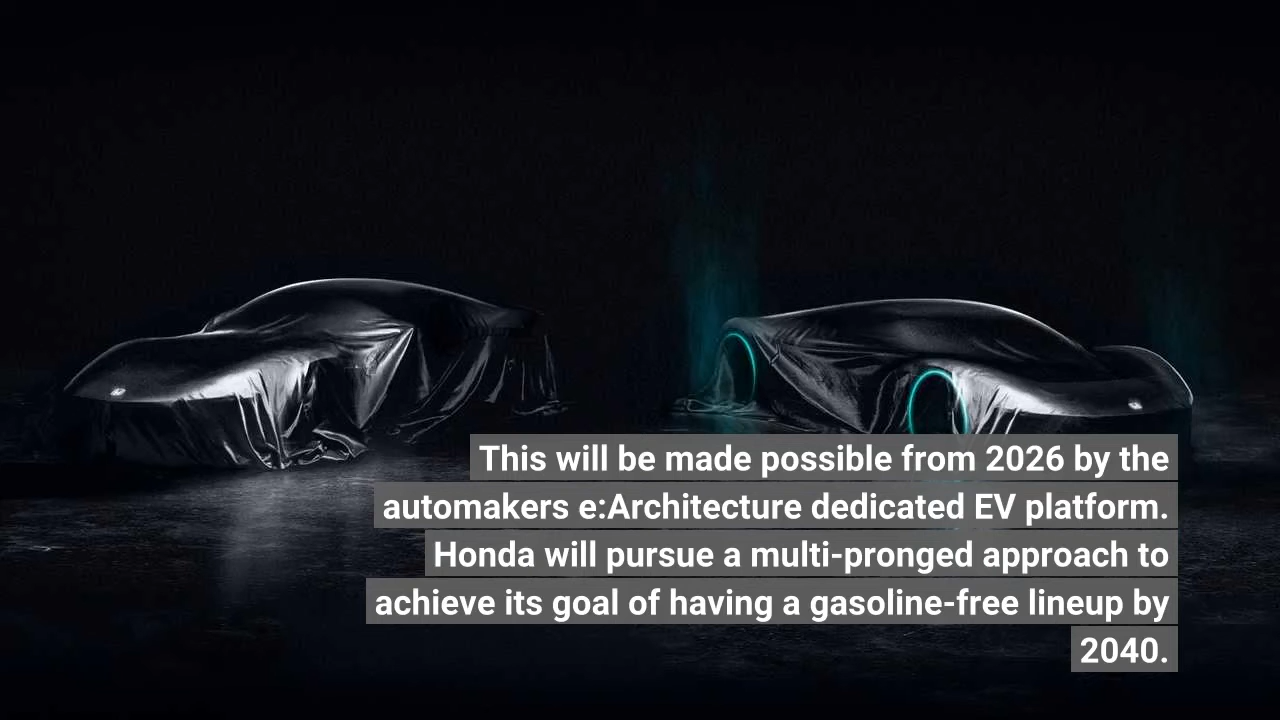 This will be made possible from 2026 by the
automakers e:Architecture dedicated EV platform.
Honda will pursue a multi-pronged approach to
achieve its goal of having a gasoline-free lineup by
2040.